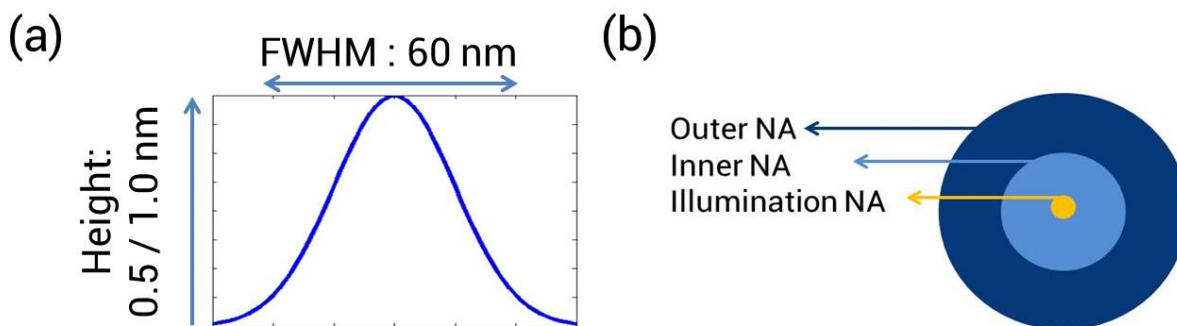 (a)
FWHM : 60 nm
Height:
0.5 / 1.0 nm
(b)
Outer NA
Inner NA
Illumination NA